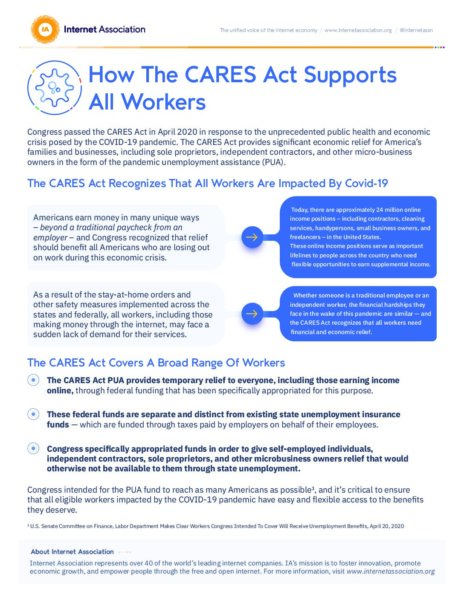 IA Internet Association
The unified voice of the internet economy / www.internetassociation.org / @internetassn
How The CARES Act Supports
All Workers
Congress passed the CARES Act in April 2020 in response to the unprecedented public health and economic
crisis posed by the COVID-19 pandemic. The CARES Act provides significant economic relief for America's
families and businesses, including sole proprietors, independent contractors, and other micro-business
owners in the form of the pandemic unemployment assistance (PUA).
The CARES Act Recognizes That All Workers Are Impacted By Covid-19
Americans earn money in many unique ways
– beyond a traditional paycheck from an
employer – and Congress recognized that relief
should benefit all Americans who are losing out
on work during this economic crisis.
Today, there are approximately 24 million online
income positions – including contractors, cleaning
services, handypersons, small business owners, and
freelancers – in the United States.
These online income positions serve as important
lifelines to people across the country who need
flexible opportunities to earn supplemental income.
As a result of the stay-at-home orders and
other safety measures implemented across the
states and federally, all workers, including those
making money through the internet, may face a
sudden lack of demand for their services.
Whether someone is a traditional employee or an
independent worker, the financial hardships they
face in the wake of this pandemic are similar – and
the CARES Act recognizes that all workers need
financial and economic relief.
The CARES Act Covers A Broad Range Of Workers
The CARES Act PUA provides temporary relief to everyone, including those earning income
online, through federal funding that has been specifically appropriated for this purpose.
These federal funds are separate and distinct from existing state unemployment insurance
funds — which are funded through taxes paid by employers on behalf of their employees.
Congress specifically appropriated funds in order to give self-employed individuals,
independent contractors, sole proprietors, and other microbusiness owners relief that would
otherwise not be available to them through state unemployment.
Congress intended for the PUA fund to reach as many Americans as possible¹, and it's critical to ensure
that all eligible workers impacted by the COVID-19 pandemic have easy and flexible access to the benefits
they deserve.
¹ U.S. Senate Committee on Finance, Labor Department Makes Clear Workers Congress Intended To Cover Will Receive Unemployment Benefits, April 20, 2020
About Internet Association
Internet Association represents over 40 of the world's leading internet companies. IA's mission is to foster innovation, promote
economic growth, and empower people through the free and open internet. For more information, visit www.internetassociation.org